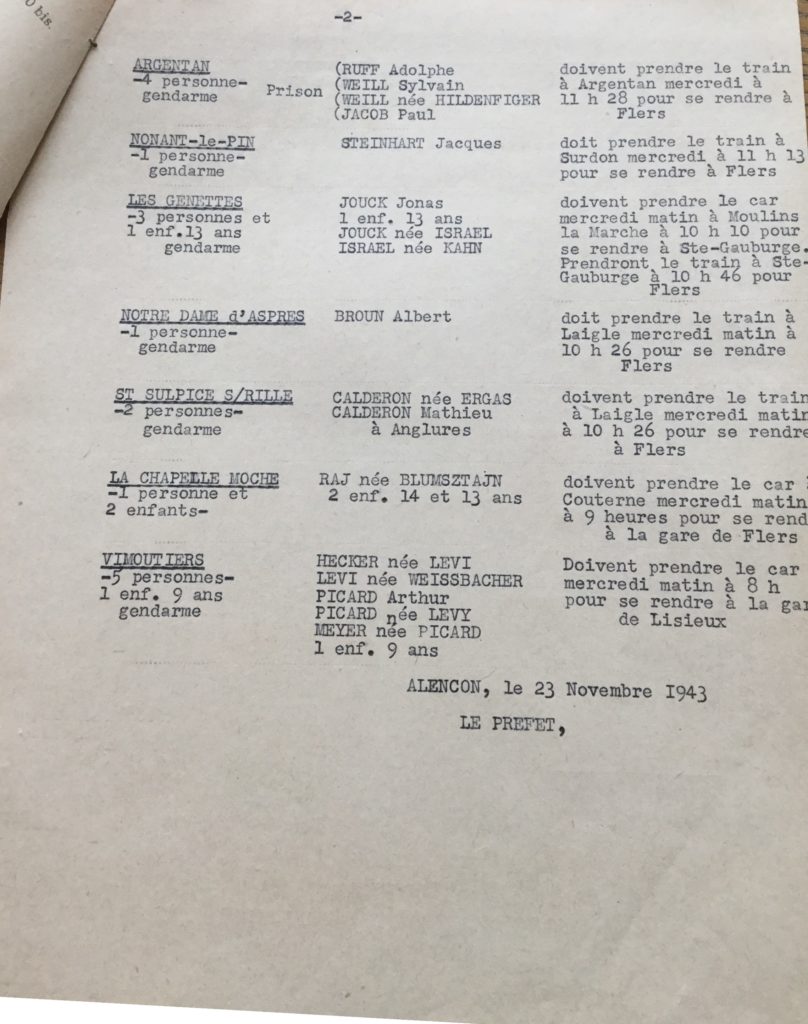 0 bis.
-2-
ARGENTAN
-4 personne-
gendarme
Prison
(RUFF Adolphe
(WEILL Sylvain
(WEILL née HILDENFIGER
(JACOB Paul
doivent prendre le train
à Argentan mercredi à
11 h 28 pour se rendre à
Flers
NONANT-le-PIN
-1 personne-
gendarme
STEINHART Jacques
doit prendre le train à
Surdon mercredi à 11 h 13
pour se rendre à Flers
LES GENETTES
-3 personnes et
1 enf.13 ans
gendarme
JOUCK Jonas
1 enf. 13 ans
JOUCK née ISRAEL
ISRAEL née KAHN
doivent prendre le car
mercredi matin à Moulins
la Marche à 10 h 10 pour
se rendre à Ste-Gauburge.
Prendront le train à Ste-
Gauburge à 10 h 46 pour
Flers
NOTRE DAME d'ASPRES
-1 personne-
gendarme
BROUN Albert
doit prendre le train à
Laigle mercredi matin à
10 h 26 pour se rendre
Flers
ST SULPICE S/RILLE
-2 personnes-
gendarme
CALDERON née ERGAS
CALDERON Mathieu
à Anglures
doivent prendre le train
à Laigle mercredi matin
à 10 h 26 pour se rendre
à Flers
LA CHAPELLE MOCHE
-1 personne et
2 enfants-
RAJ née BLUMSZTAJN
2 enf. 14 et 13 ans
doivent prendre le car
Couterne mercredi matin
à 9 heures pour se rend
à la gare de Flers
VIMOUTIERS
-5 personnes-
1 enf. 9 ans
gendarme
HECKER née LEVI
LEVI née WEISSBACHER
PICARD Arthur
PICARD née LEVY
MEYER née PICARD
1 enf. 9 ans
Doivent prendre le car
mercredi matin à 8 h
pour se rendre à la gar
de Lisieux
ALENCON, le 23 Novembre 1943
LE PREFET,